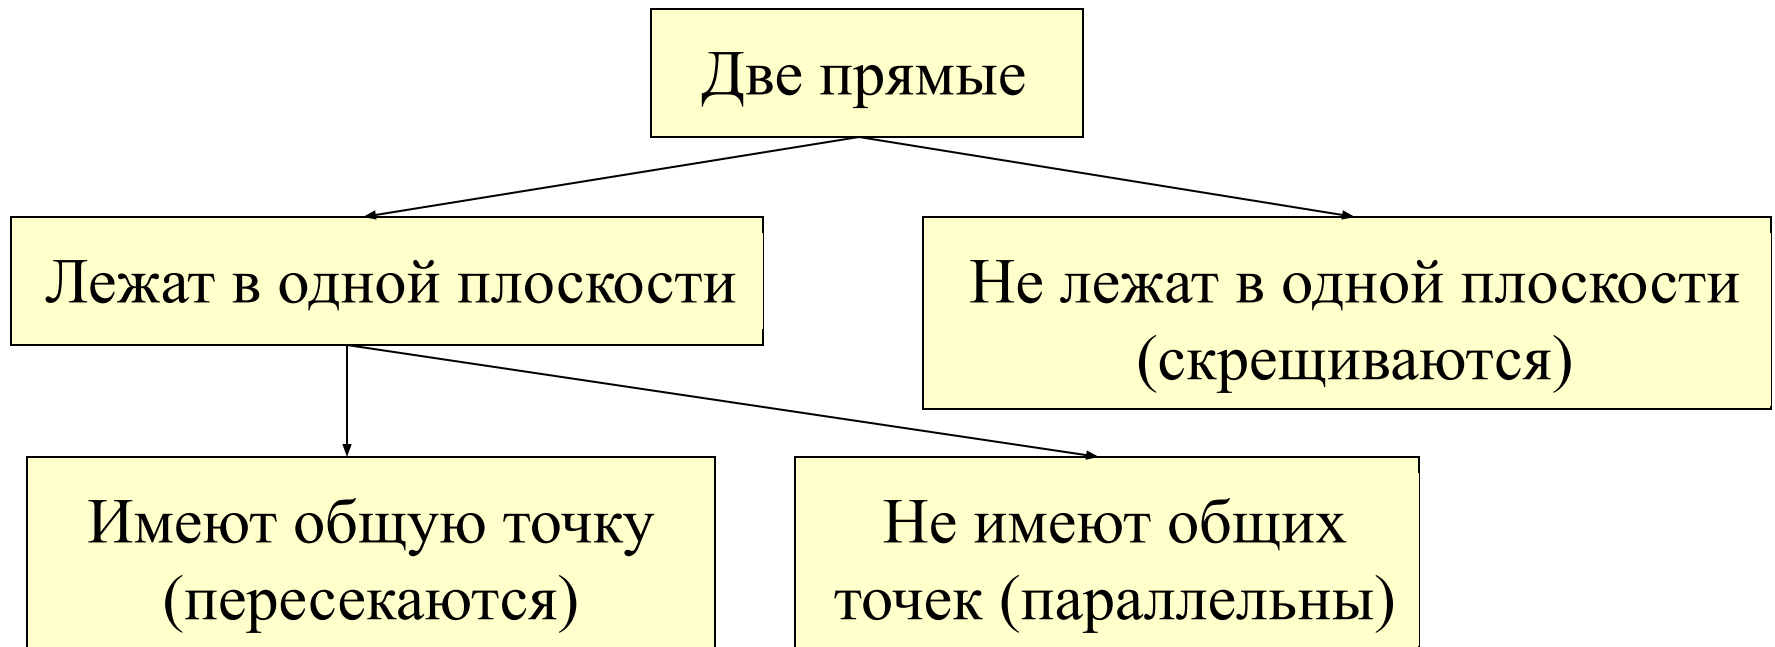 Две прямые
Лежат в одной плоскости
Не лежат в одной плоскости
(скрещиваются)
Имеют общую точку
(пересекаются)
Не имеют общих
точек (параллельны)